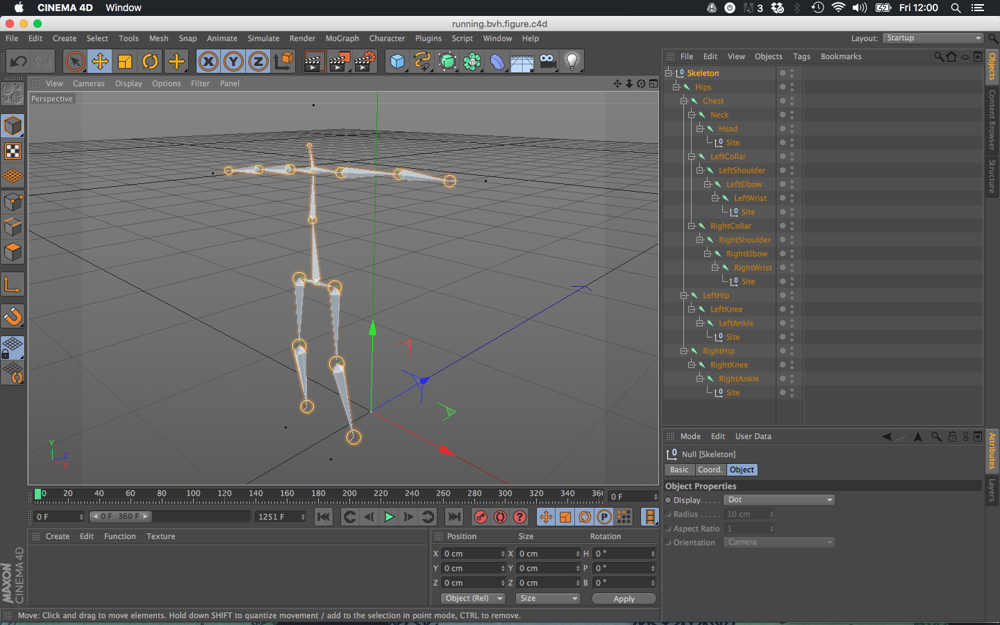 CINEMA 4D Window 3 Fri 12:00
running.bvh.figure.c4d
File Edit Create Select Tools Mesh Snap Animate Simulate Render MoGraph Character Plugins Script Window Help Layout: Startup
X Y Z
View Cameras Display Options Filter Panel
Perspective
Y
Z
X
File Edit View Objects Tags Bookmarks
Skeleton
Hips
Chest
Neck
Head
Site
LeftCollar
LeftShoulder
LeftElbow
LeftWrist
Site
RightCollar
RightShoulder
RightElbow
RightWrist
Site
LeftHip
LeftKnee
LeftAnkle
Site
RightHip
RightKnee
RightAnkle
Site
Objects
Content Browser
Structure
Mode Edit User Data
Null [Skeleton]
Basic Coord. Object
Object Properties
Display..... Dot
Radius ..... 10 cm
Aspect Ratio 1
Orientation Camera
Attributes
Layers
0 20 40 60 80 100 120 140 160 180 200 220 240 260 280 300 320 340 36 0 F
0 F 0 F 360 F 1251 F P
Create Edit Function Texture
Position Size Rotation
X 0 cm X 0 cm H 0 °
Y 0 cm Y 0 cm P 0 °
Z 0 cm Z 0 cm B 0 °
Object (Rel) Size Apply
MAXON
CINEMA 4D
Move: Click and drag to move elements. Hold down SHIFT to quantize movement / add to the selection in point mode, CTRL to remove.